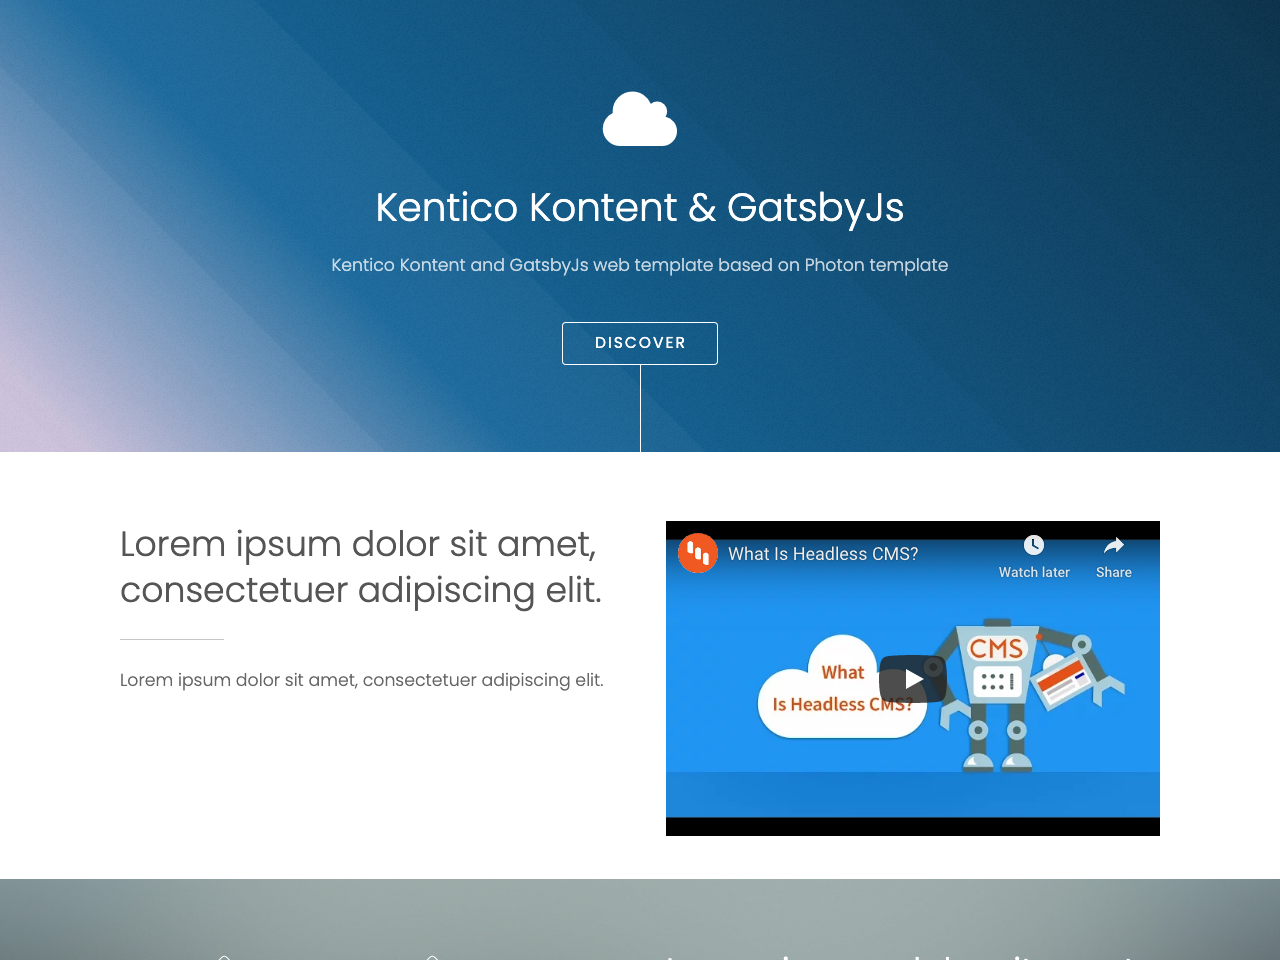 Kentico Kontent & GatsbyJs
Kentico Kontent and GatsbyJs web template based on Photon template
DISCOVER
Lorem ipsum dolor sit amet,
consectetuer adipiscing elit.
Lorem ipsum dolor sit amet, consectetuer adipiscing elit.
What Is Headless CMS?
Watch later
Share
CMS
What
Is Headless CMS?